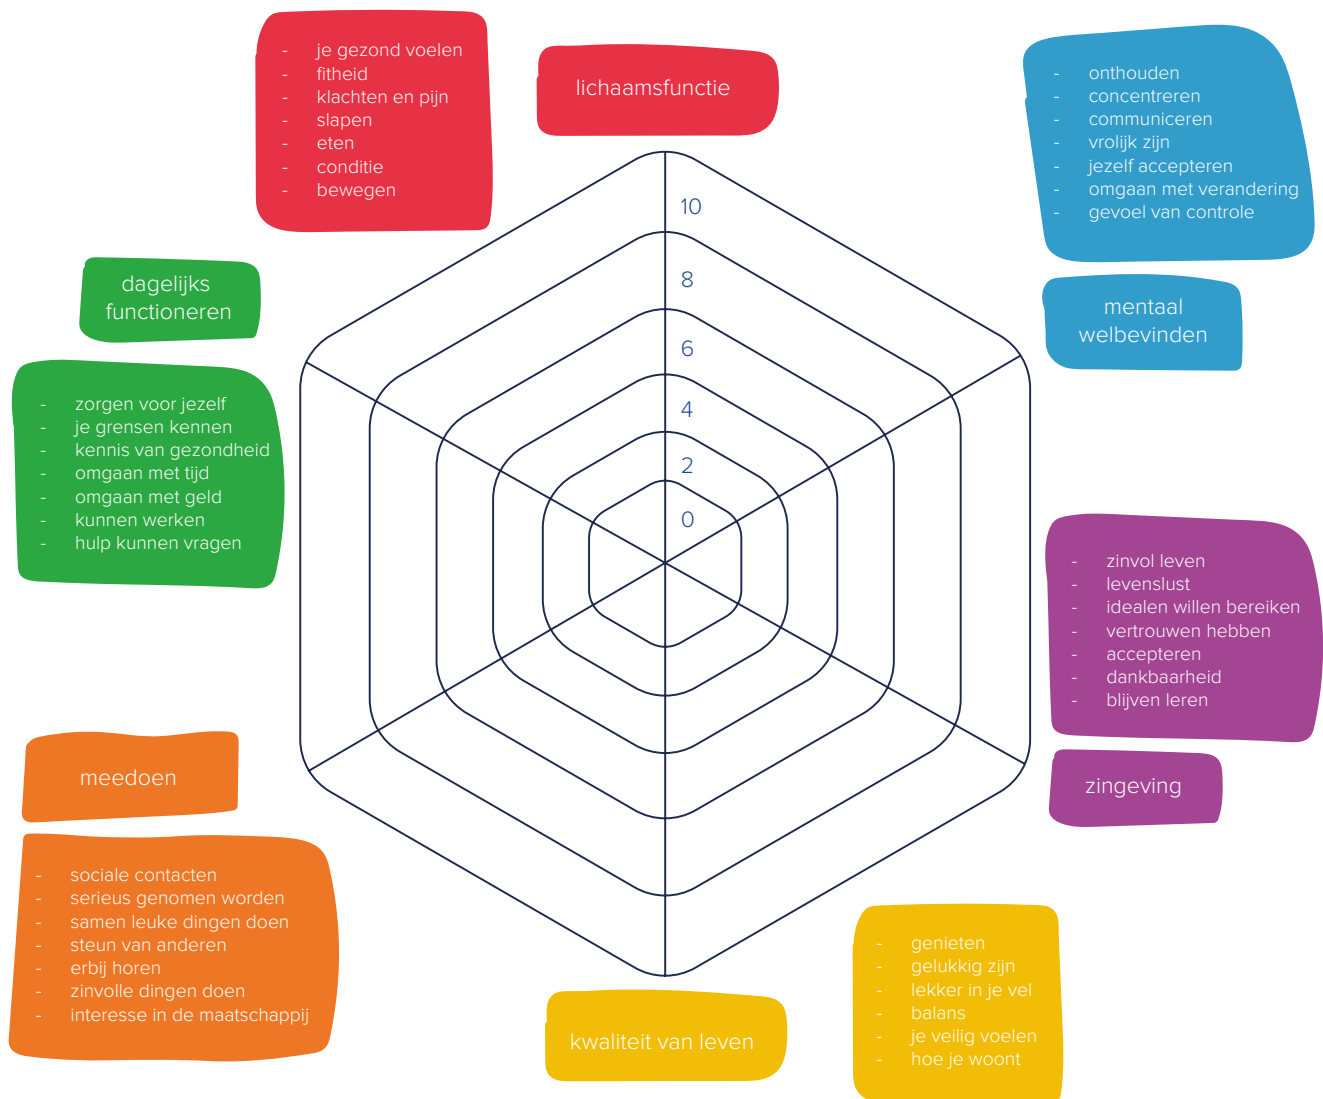 - je gezond voelen
- fitheid
- klachten en pijn
- slapen
- eten
- conditie
- bewegen
lichaamsfunctie
- onthouden
- concentreren
- communiceren
- vrolijk zijn
- jezelf accepteren
- omgaan met verandering
- gevoel van controle
mentaal
welbevinden
10
8
6
4
2
0
dagelijks
functioneren
- zorgen voor jezelf
- je grensen kennen
- kennis van gezondheid
- omgaan met tijd
- omgaan met geld
- kunnen werken
- hulp kunnen vragen
- zinvol leven
- levenslust
- idealen willen bereiken
- vertrouwen hebben
- accepteren
- dankbaarheid
- blijven leren
zingeving
meedoen
- sociale contacten
- serieus genomen worden
- samen leuke dingen doen
- steun van anderen
- erbij horen
- zinvolle dingen doen
- interesse in de maatschappij
kwaliteit van leven
- genieten
- gelukkig zijn
- lekker in je vel
- balans
- je veilig voelen
- hoe je woont